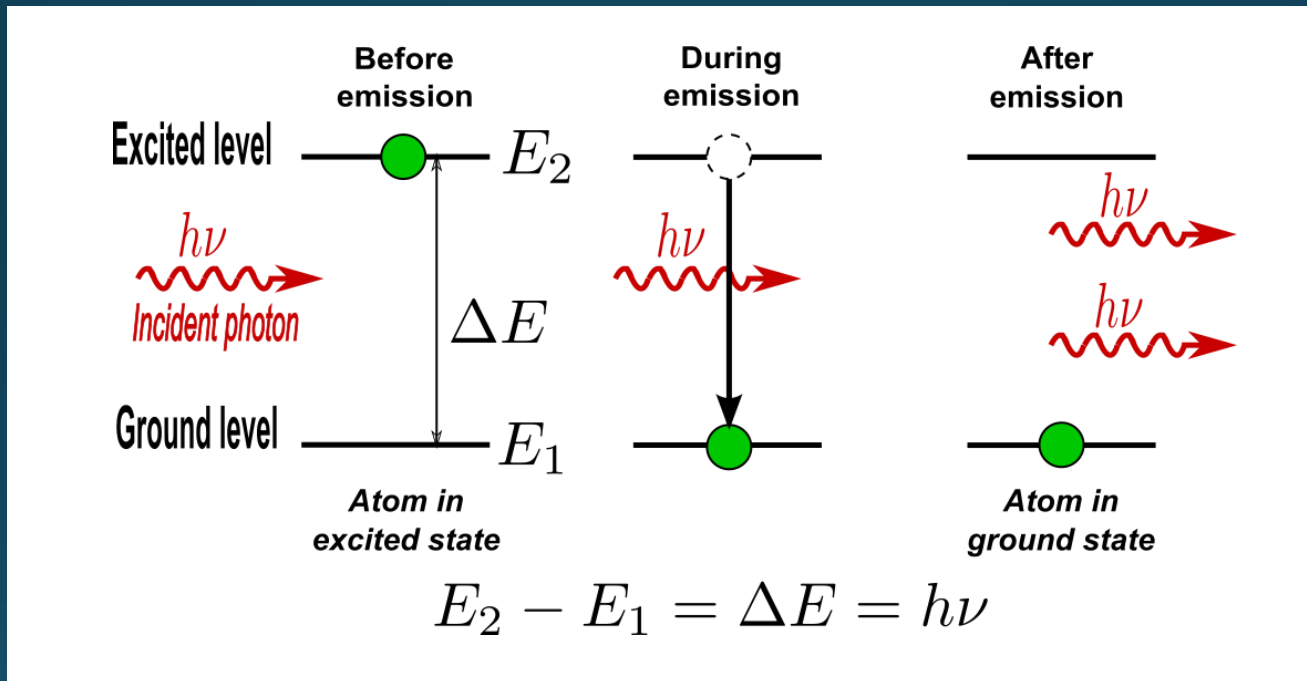 Before
emission
During
emission
After
emission
Excited level
E₂
hν
Incident photon
ΔE
hν
hν
hν
Ground level
E₁
Atom in
excited state
Atom in
ground state
E₂ − E₁ = ΔE = hν